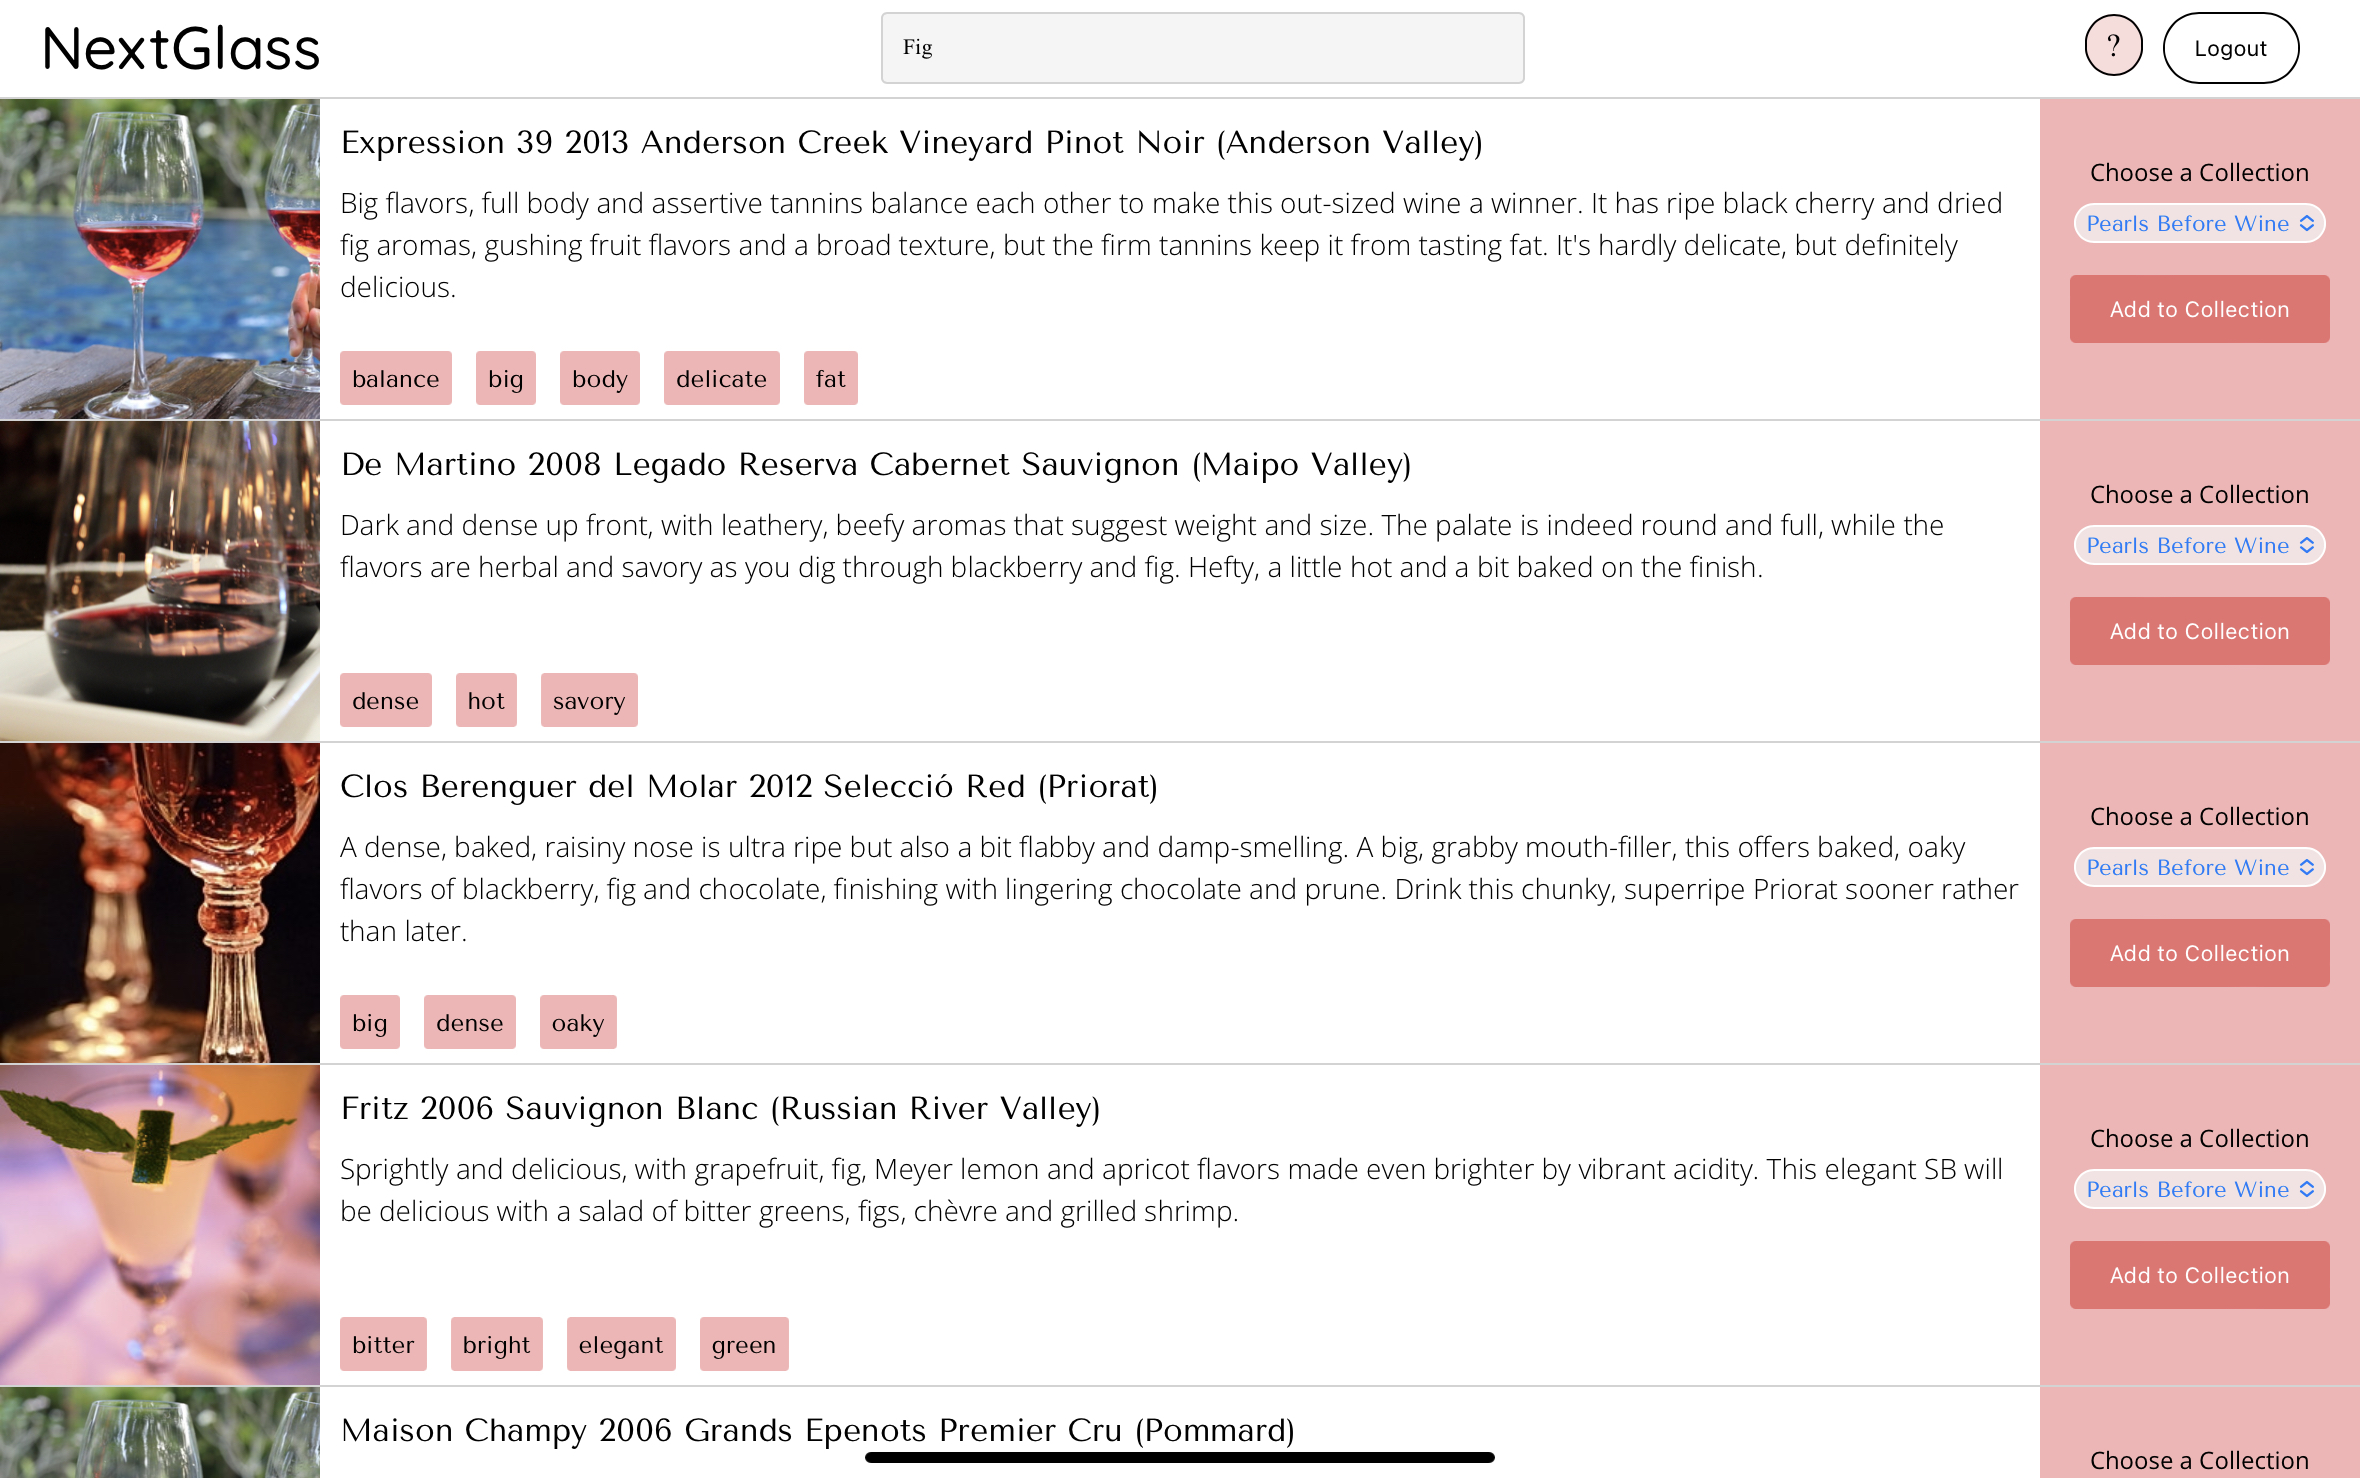 NextGlass
Fig
?
Logout
Expression 39 2013 Anderson Creek Vineyard Pinot Noir (Anderson Valley)
Big flavors, full body and assertive tannins balance each other to make this out-sized wine a winner. It has ripe black cherry and dried
fig aromas, gushing fruit flavors and a broad texture, but the firm tannins keep it from tasting fat. It's hardly delicate, but definitely
delicious.
balance big body delicate fat
Choose a Collection
Pearls Before Wine
Add to Collection
De Martino 2008 Legado Reserva Cabernet Sauvignon (Maipo Valley)
Dark and dense up front, with leathery, beefy aromas that suggest weight and size. The palate is indeed round and full, while the
flavors are herbal and savory as you dig through blackberry and fig. Hefty, a little hot and a bit baked on the finish.
dense hot savory
Choose a Collection
Pearls Before Wine
Add to Collection
Clos Berenguer del Molar 2012 Selecció Red (Priorat)
A dense, baked, raisiny nose is ultra ripe but also a bit flabby and damp-smelling. A big, grabby mouth-filler, this offers baked, oaky
flavors of blackberry, fig and chocolate, finishing with lingering chocolate and prune. Drink this chunky, superripe Priorat sooner rather
than later.
big dense oaky
Choose a Collection
Pearls Before Wine
Add to Collection
Fritz 2006 Sauvignon Blanc (Russian River Valley)
Sprightly and delicious, with grapefruit, fig, Meyer lemon and apricot flavors made even brighter by vibrant acidity. This elegant SB will
be delicious with a salad of bitter greens, figs, chèvre and grilled shrimp.
bitter bright elegant green
Choose a Collection
Pearls Before Wine
Add to Collection
Maison Champy 2006 Grands Epenots Premier Cru (Pommard)
Choose a Collection